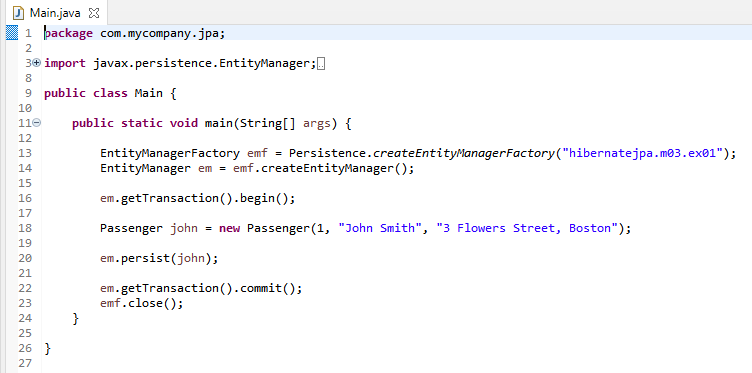 Main.java
1 package com.mycompany.jpa;
2
3 import javax.persistence.EntityManager;
8
9 public class Main {
10
11 public static void main(String[] args) {
12
13 EntityManagerFactory emf = Persistence.createEntityManagerFactory("hibernatejpa.m03.ex01");
14 EntityManager em = emf.createEntityManager();
15
16 em.getTransaction().begin();
17
18 Passenger john = new Passenger(1, "John Smith", "3 Flowers Street, Boston");
19
20 em.persist(john);
21
22 em.getTransaction().commit();
23 emf.close();
24 }
25
26 }
27